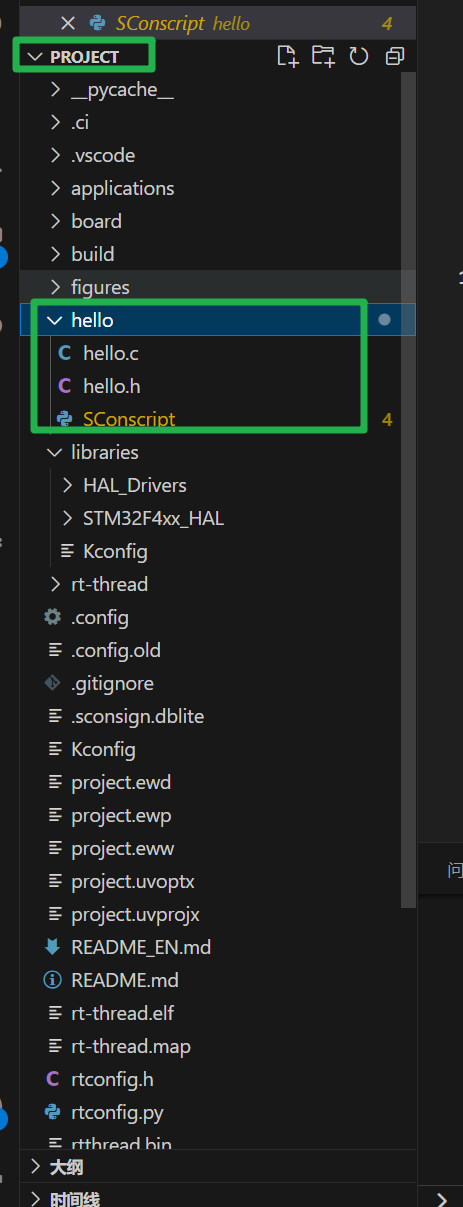 SConscript hello 4
PROJECT
__pycache__
.ci
.vscode
applications
board
build
figures
hello
C hello.c
C hello.h
SConscript 4
libraries
HAL_Drivers
STM32F4xx_HAL
Kconfig
rt-thread
.config
.config.old
.gitignore
.sconsign.dblite
Kconfig
project.ewd
project.ewp
project.eww
project.uvoptx
project.uvprojx
README_EN.md
README.md
rt-thread.elf
rt-thread.map
C rtconfig.h
rtconfig.py
rtthread.bin
大纲
时间线
问